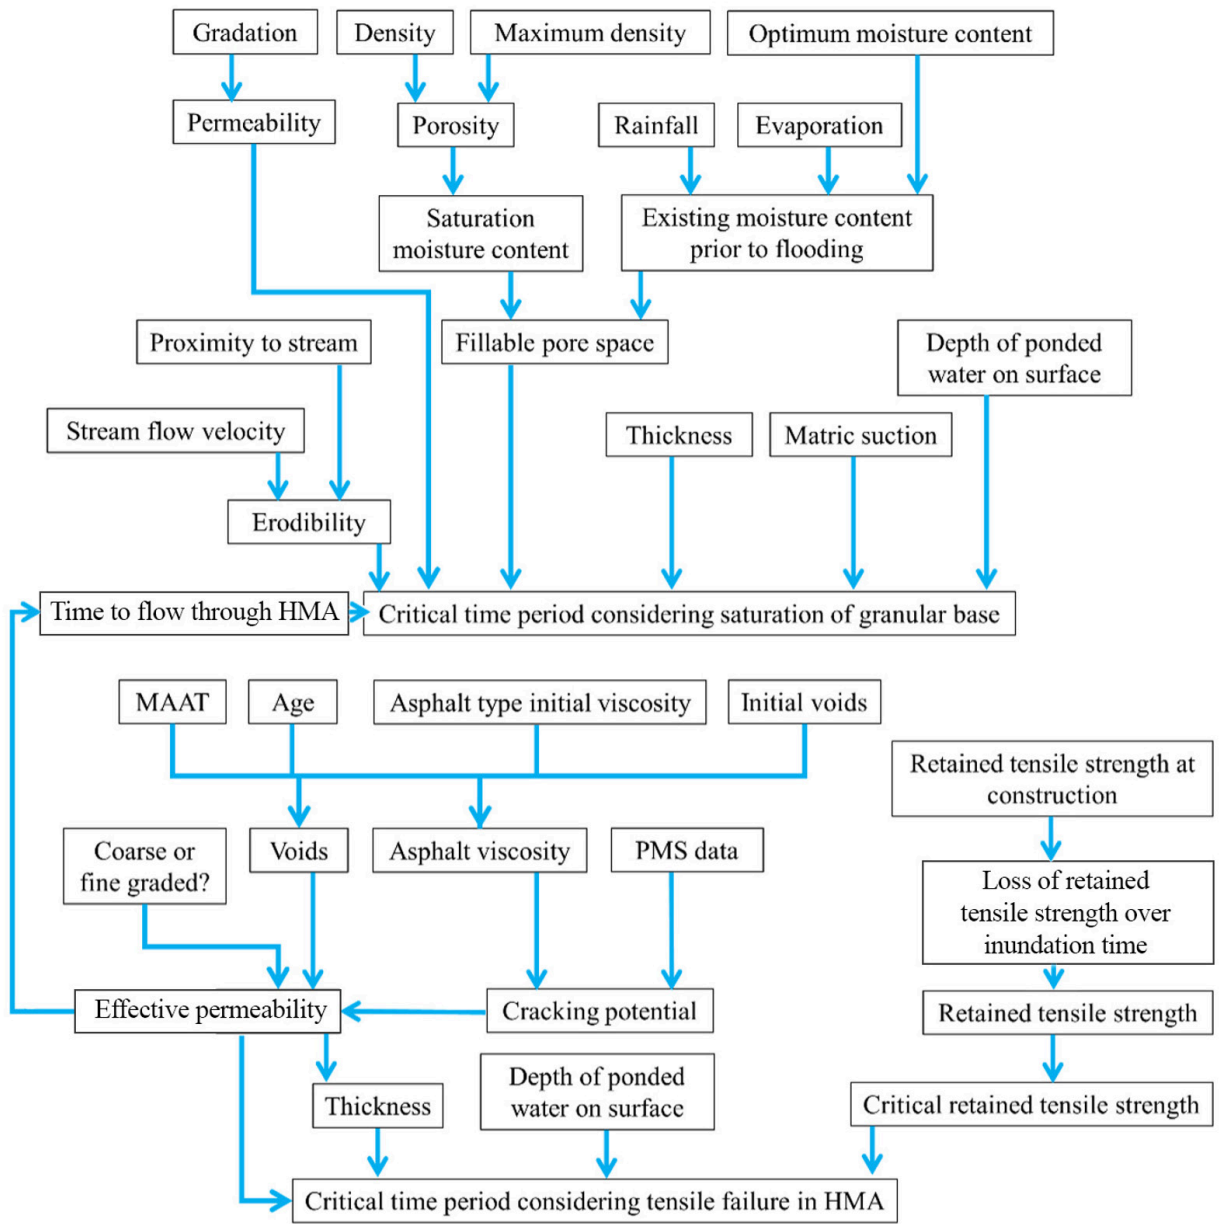 Gradation
Density
Maximum density
Optimum moisture content
Permeability
Porosity
Rainfall
Evaporation
Saturation
moisture content
Existing moisture content
prior to flooding
Proximity to stream
Fillable pore space
Depth of ponded
water on surface
Stream flow velocity
Thickness
Matric suction
Erodibility
Time to flow through HMA
Critical time period considering saturation of granular base
MAAT
Age
Asphalt type initial viscosity
Initial voids
Retained tensile strength at
construction
Coarse or
fine graded?
Voids
Asphalt viscosity
PMS data
Loss of retained
tensile strength over
inundation time
Effective permeability
Cracking potential
Retained tensile strength
Thickness
Depth of ponded
water on surface
Critical retained tensile strength
Critical time period considering tensile failure in HMA